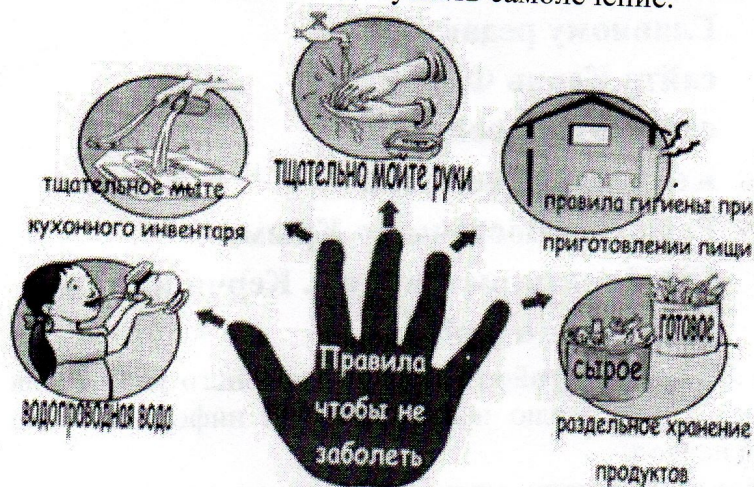 самолечение.
тщательно мойте руки
тщательное мытье
кухонного инвентаря
правила гигиены при
приготовлении пищи
водопроводная вода
Правила
чтобы не
заболеть
сырое
готовое
раздельное хранение
продуктов